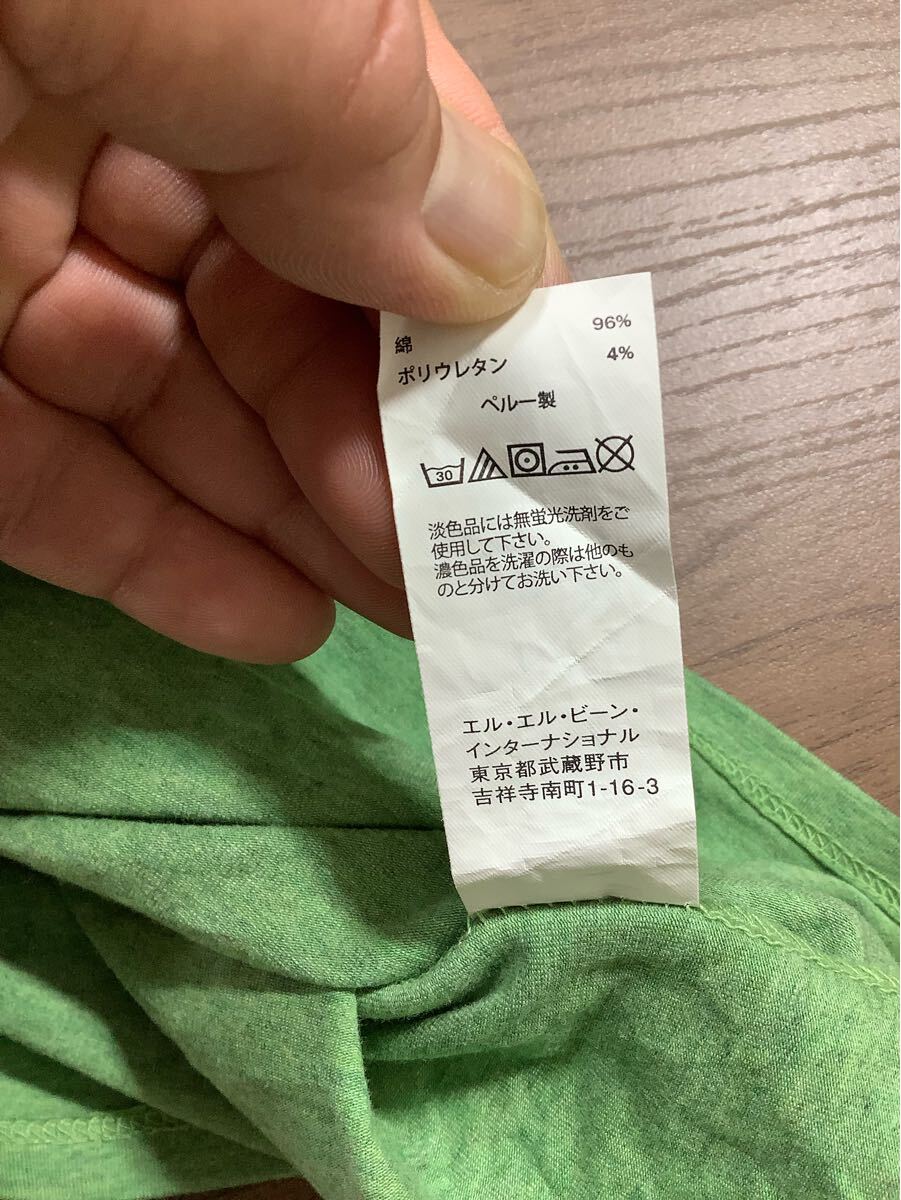 綿 96%
ポリウレタン 4%
ペルー製
30
淡色品には無蛍光洗剤をご
使用して下さい。
濃色品を洗濯の際は他のも
のと分けてお洗い下さい。
エル・エル・ビーン・
インターナショナル
東京都武蔵野市
吉祥寺南町1-16-3